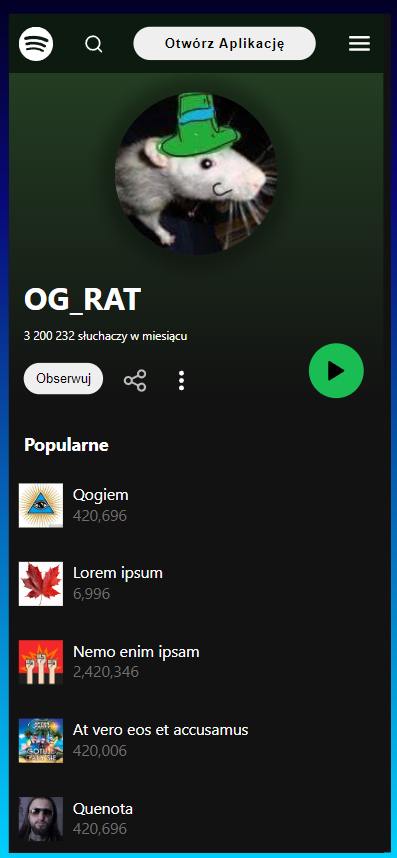 Otwórz Aplikację
OG_RAT
3 200 232 słuchaczy w miesiącu
Obserwuj
Popularne
Qogiem
420,696
Lorem ipsum
6,996
Nemo enim ipsam
2,420,346
At vero eos et accusamus
420,006
Quenota
420,696